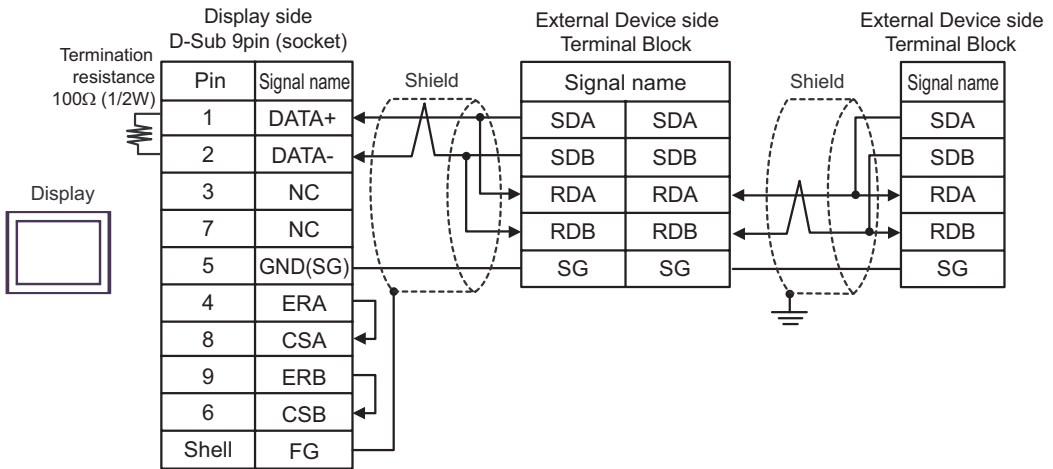 Display side
D-Sub 9pin (socket)
External Device side
Terminal Block
External Device side
Terminal Block
Termination
resistance
100Ω (1/2W)
Pin Signal name
Shield
Signal name
Shield
Signal name
1 DATA+
SDA SDA
SDA
2 DATA-
SDB SDB
SDB
Display
3 NC
RDA RDA
RDA
7 NC
RDB RDB
RDB
5 GND(SG)
SG SG
SG
4 ERA
8 CSA
9 ERB
6 CSB
Shell FG